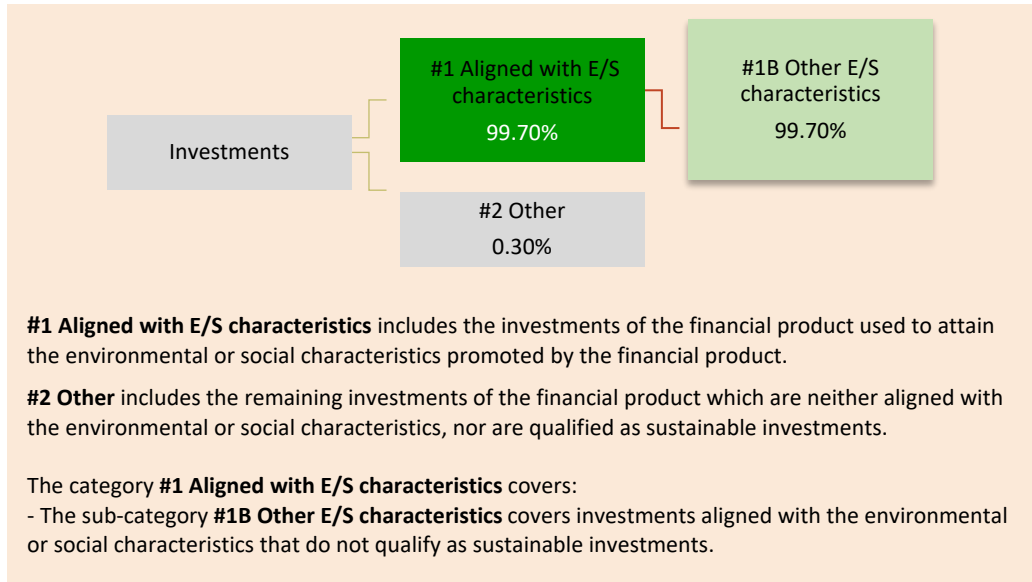 #1 Aligned with E/S
characteristics
99.70%
#1B Other E/S
characteristics
99.70%
Investments
#2 Other
0.30%
#1 Aligned with E/S characteristics includes the investments of the financial product used to attain
the environmental or social characteristics promoted by the financial product.
#2 Other includes the remaining investments of the financial product which are neither aligned with
the environmental or social characteristics, nor are qualified as sustainable investments.
The category #1 Aligned with E/S characteristics covers:
- The sub-category #1B Other E/S characteristics covers investments aligned with the environmental
or social characteristics that do not qualify as sustainable investments.